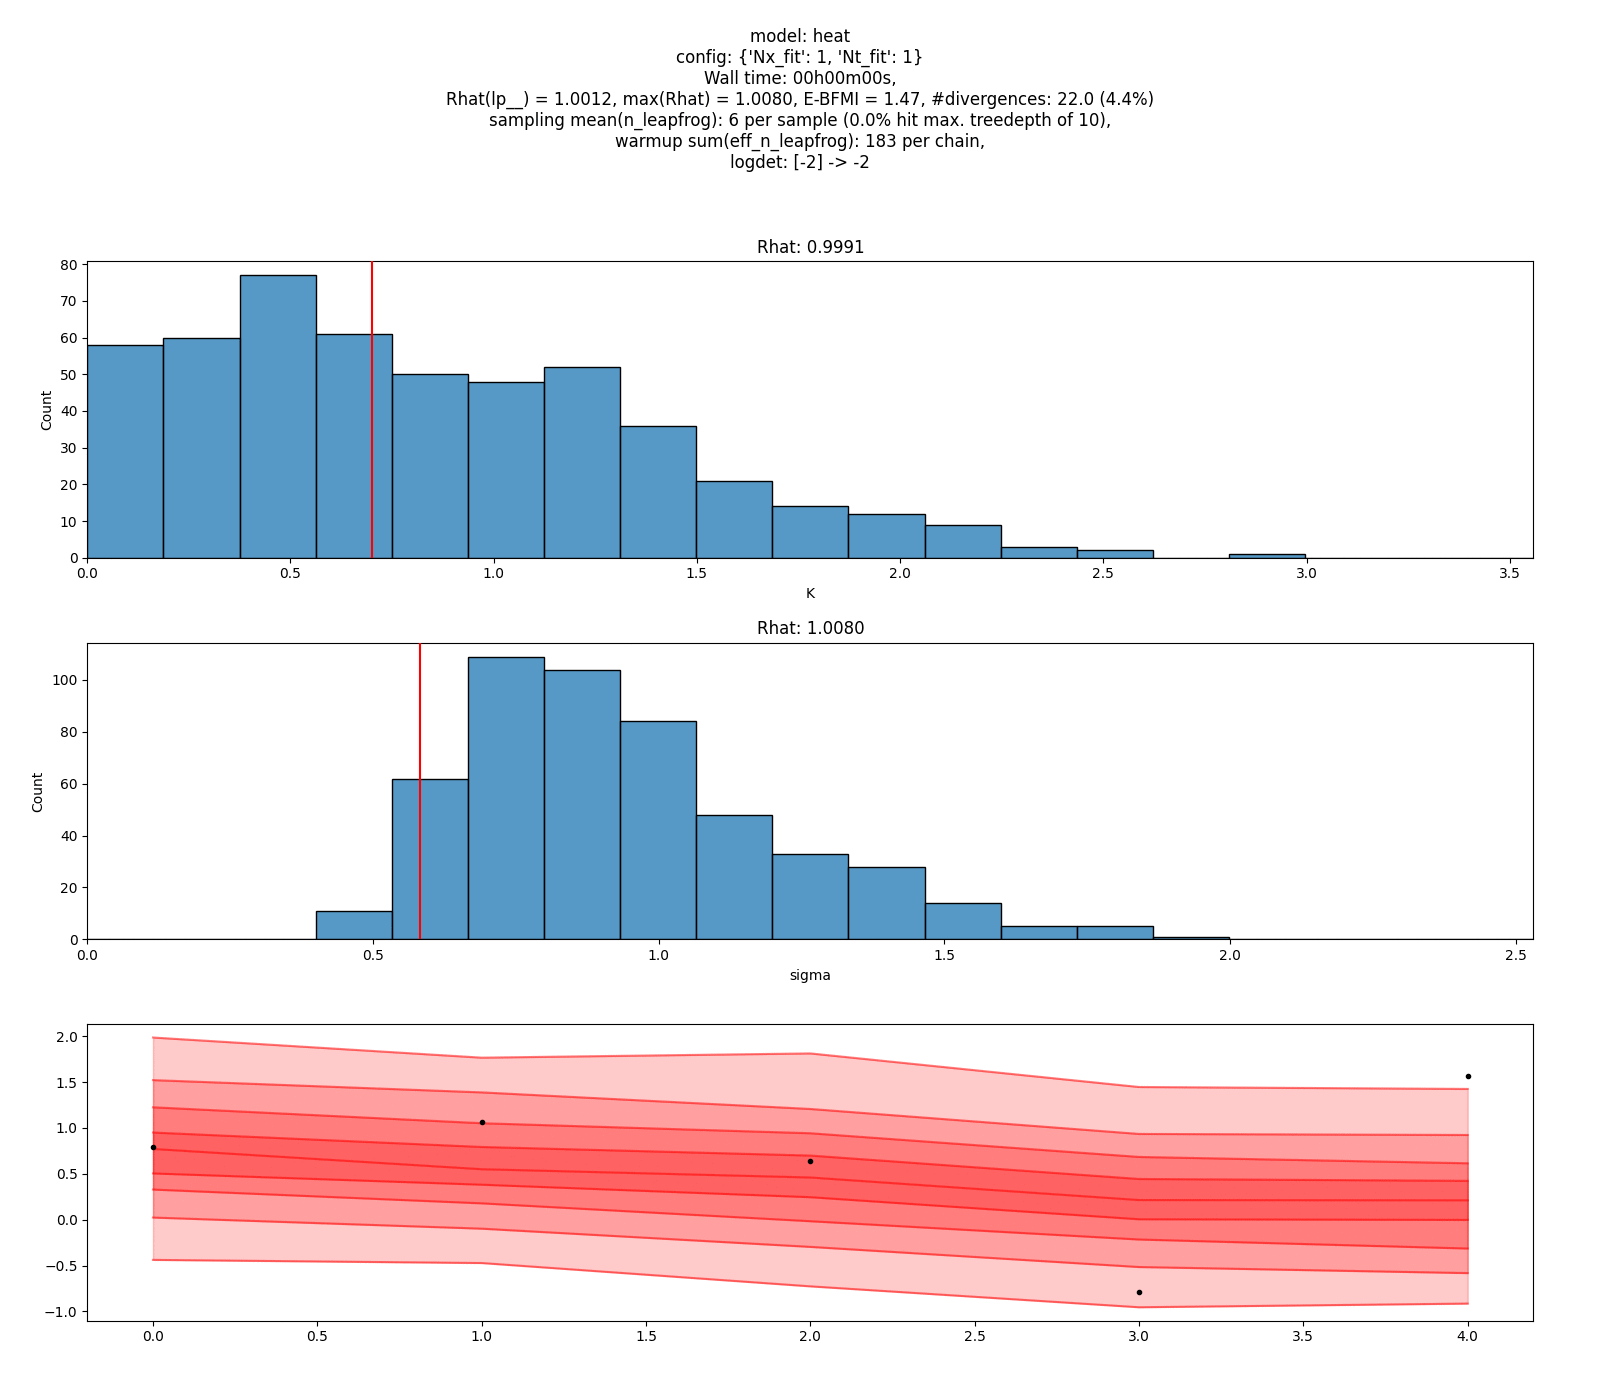 model: heat
config: {'Nx_fit': 1, 'Nt_fit': 1}
Wall time: 00h00m00s,
Rhat(lp__) = 1.0012, max(Rhat) = 1.0080, E-BFMI = 1.47, #divergences: 22.0 (4.4%)
sampling mean(n_leapfrog): 6 per sample (0.0% hit max. treedepth of 10),
warmup sum(eff_n_leapfrog): 183 per chain,
logdet: [-2] -> -2
Rhat: 0.9991
80
70
60
50
40
30
20
10
0
Count
0.0 0.5 1.0 1.5 2.0 2.5 3.0 3.5
K
Rhat: 1.0080
100
80
60
40
20
0
Count
0.0 0.5 1.0 1.5 2.0 2.5
sigma
2.0
1.5
1.0
0.5
0.0
−0.5
−1.0
0.0 0.5 1.0 1.5 2.0 2.5 3.0 3.5 4.0